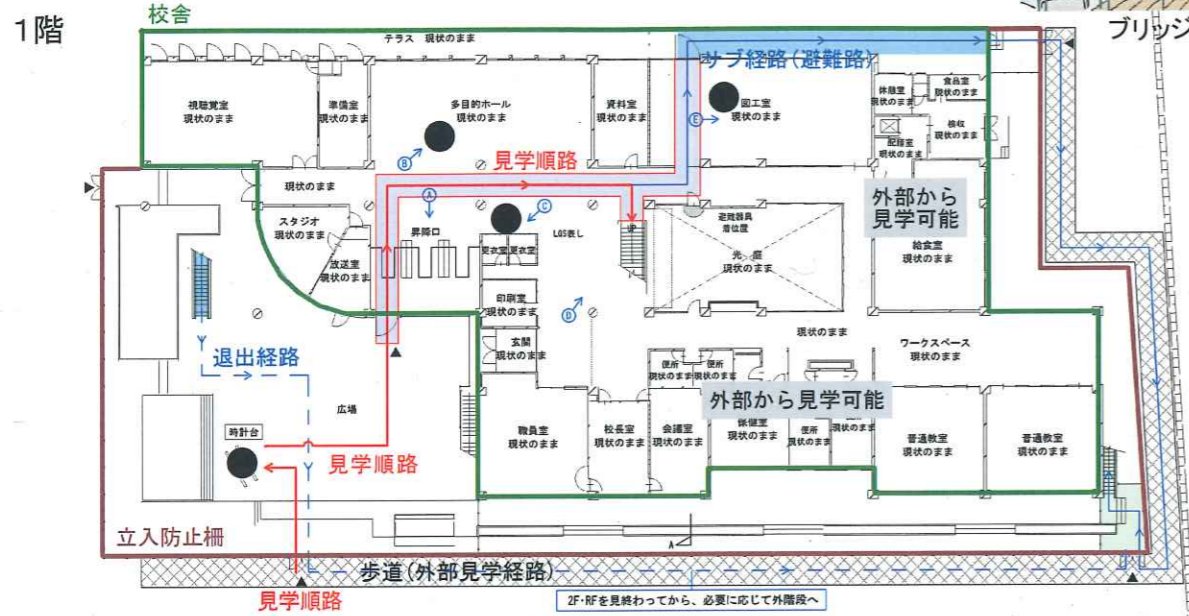 1階
校舎
ブリッジ
テラス 現状のまま
サブ経路(避難路)
視聴覚室
現状のまま
準備室
現状のまま
多目的ホール
現状のまま
資料室
現状のまま
図工室
現状のまま
休憩室
現状のまま
食品室
現状のまま
検収
現状のまま
配膳室
現状のまま
B
E
見学順路
現状のまま
A
C
外部から
見学可能
スタジオ
現状のまま
昇降口
LGS表し
UP
避難器具
着位置
光庭
現状のまま
給食室
現状のまま
放送室
現状のまま
更衣室
更衣室
印刷室
現状のまま
D
玄関
現状のまま
現状のまま
ワークスペース
現状のまま
退出経路
便所
現状のまま
便所
現状のまま
外部から見学可能
広場
時計台
職員室
現状のまま
校長室
現状のまま
会議室
現状のまま
保健室
現状のまま
便所
現状のまま
現状のまま
普通教室
現状のまま
普通教室
現状のまま
見学順路
立入防止柵
A
歩道(外部見学経路)
見学順路
2F・RFを見終わってから、必要に応じて外階段へ